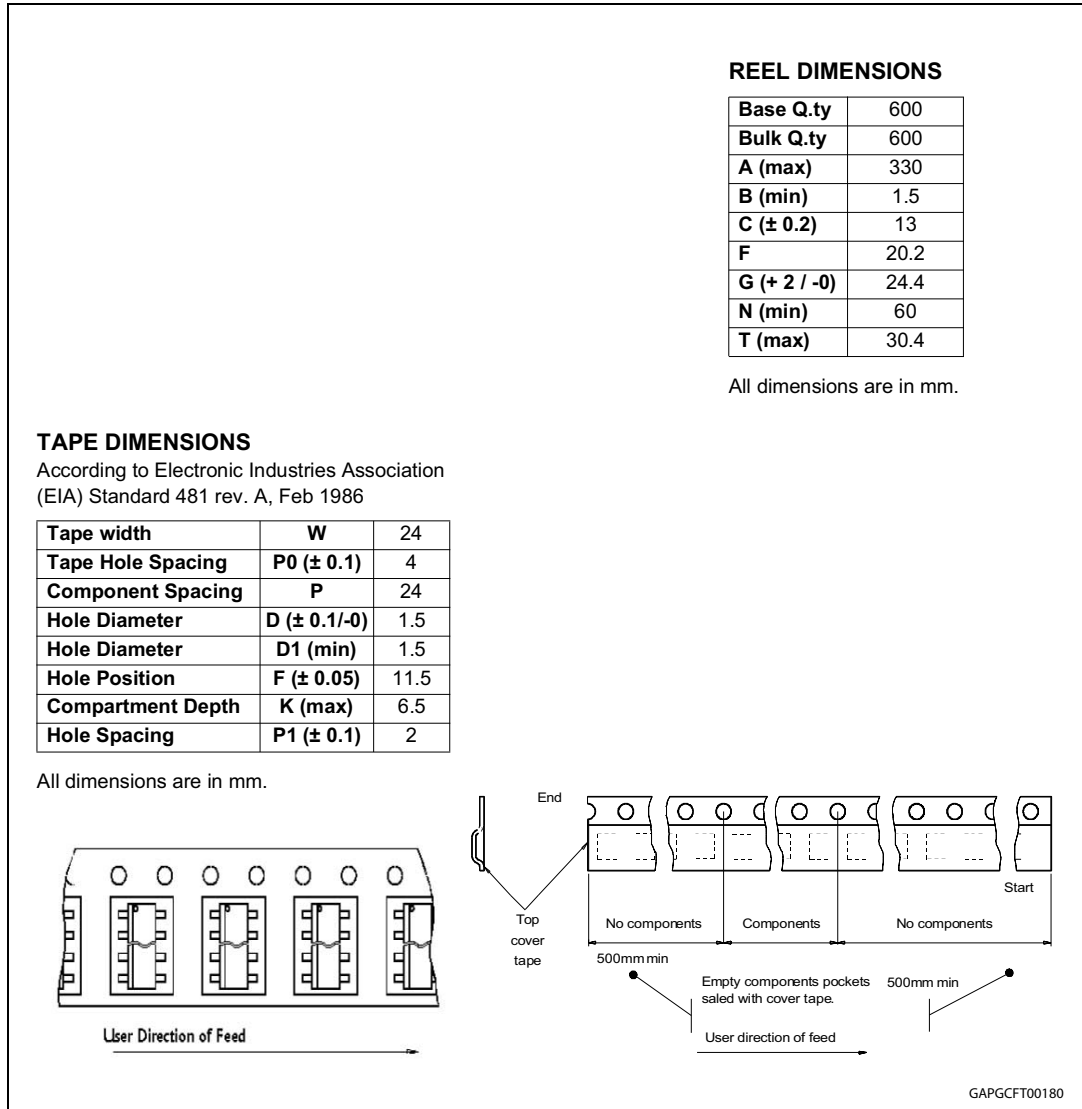 REEL DIMENSIONS
Base Q.ty 600
Bulk Q.ty 600
A (max) 330
B (min) 1.5
C (± 0.2) 13
F 20.2
G (+ 2 / -0) 24.4
N (min) 60
T (max) 30.4
All dimensions are in mm.
TAPE DIMENSIONS
According to Electronic Industries Association
(EIA) Standard 481 rev. A, Feb 1986
Tape width W 24
Tape Hole Spacing P0 (± 0.1) 4
Component Spacing P 24
Hole Diameter D (± 0.1/-0) 1.5
Hole Diameter D1 (min) 1.5
Hole Position F (± 0.05) 11.5
Compartment Depth K (max) 6.5
Hole Spacing P1 (± 0.1) 2
All dimensions are in mm.
End
Start
Top
cover
tape
No components Components No components
500mm min
Empty components pockets
saled with cover tape.
500mm min
User direction of feed
User Direction of Feed
GAPGCFT00180